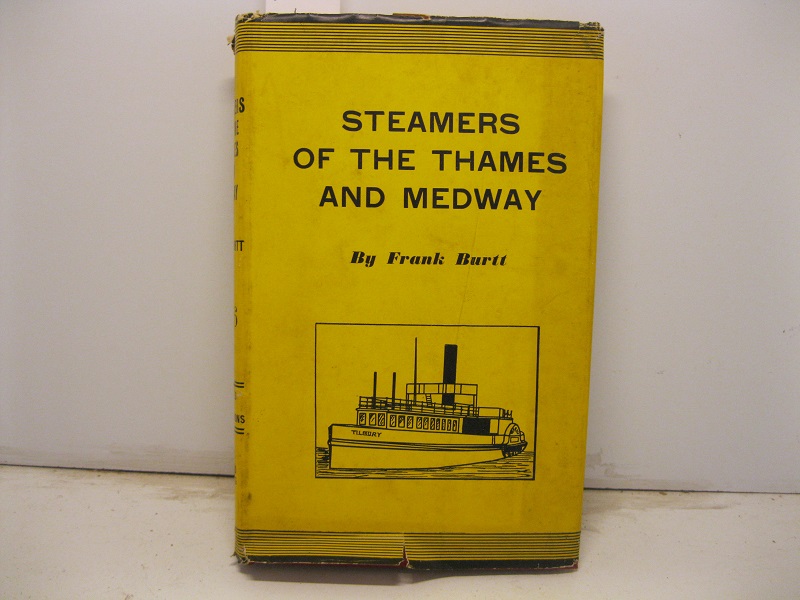 STEAMERS
OF THE THAMES
AND MEDWAY
By Frank Burtt
TILBURY